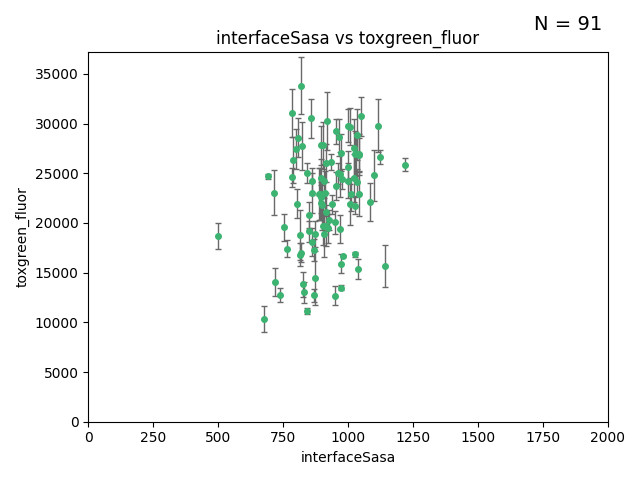 N = 91
interfaceSasa vs toxgreen_fluor
35000
30000
25000
20000
15000
10000
5000
0
toxgreen_fluor
0 250 500 750 1000 1250 1500 1750 2000
interfaceSasa